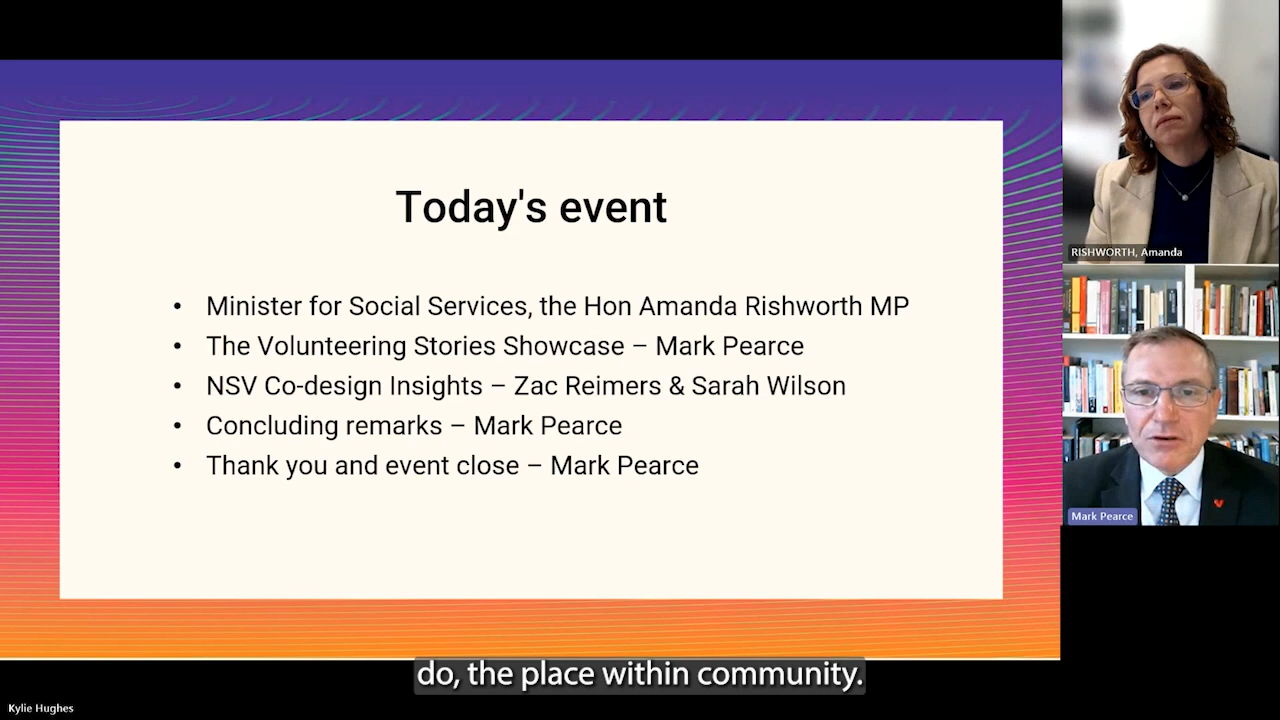 Today's event
• Minister for Social Services, the Hon Amanda Rishworth MP
• The Volunteering Stories Showcase – Mark Pearce
• NSV Co-design Insights – Zac Reimers & Sarah Wilson
• Concluding remarks – Mark Pearce
• Thank you and event close – Mark Pearce
RISHWORTH, Amanda
Mark Pearce
do, the place within community.
Kylie Hughes